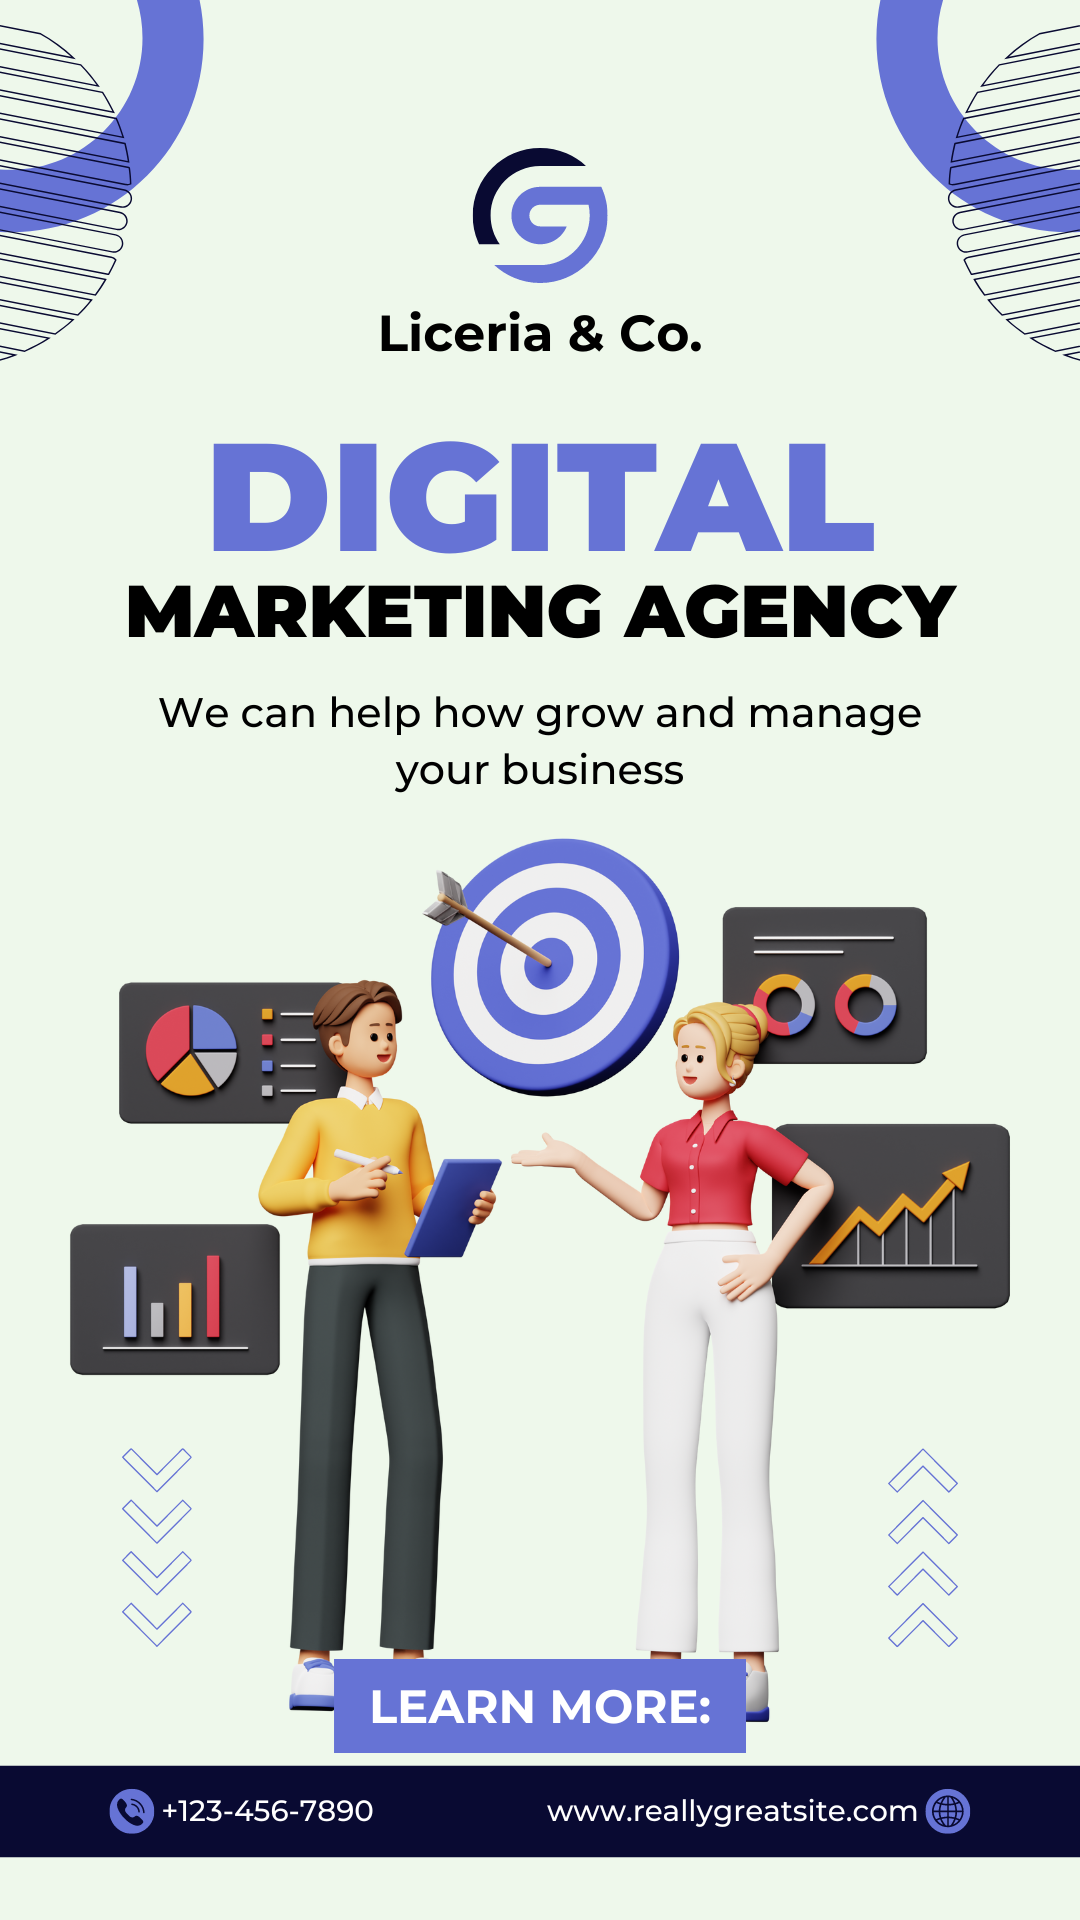 Liceria & Co.
DIGITAL
MARKETING AGENCY
We can help how grow and manage
your business
LEARN MORE:
+123-456-7890
www.reallygreatsite.com